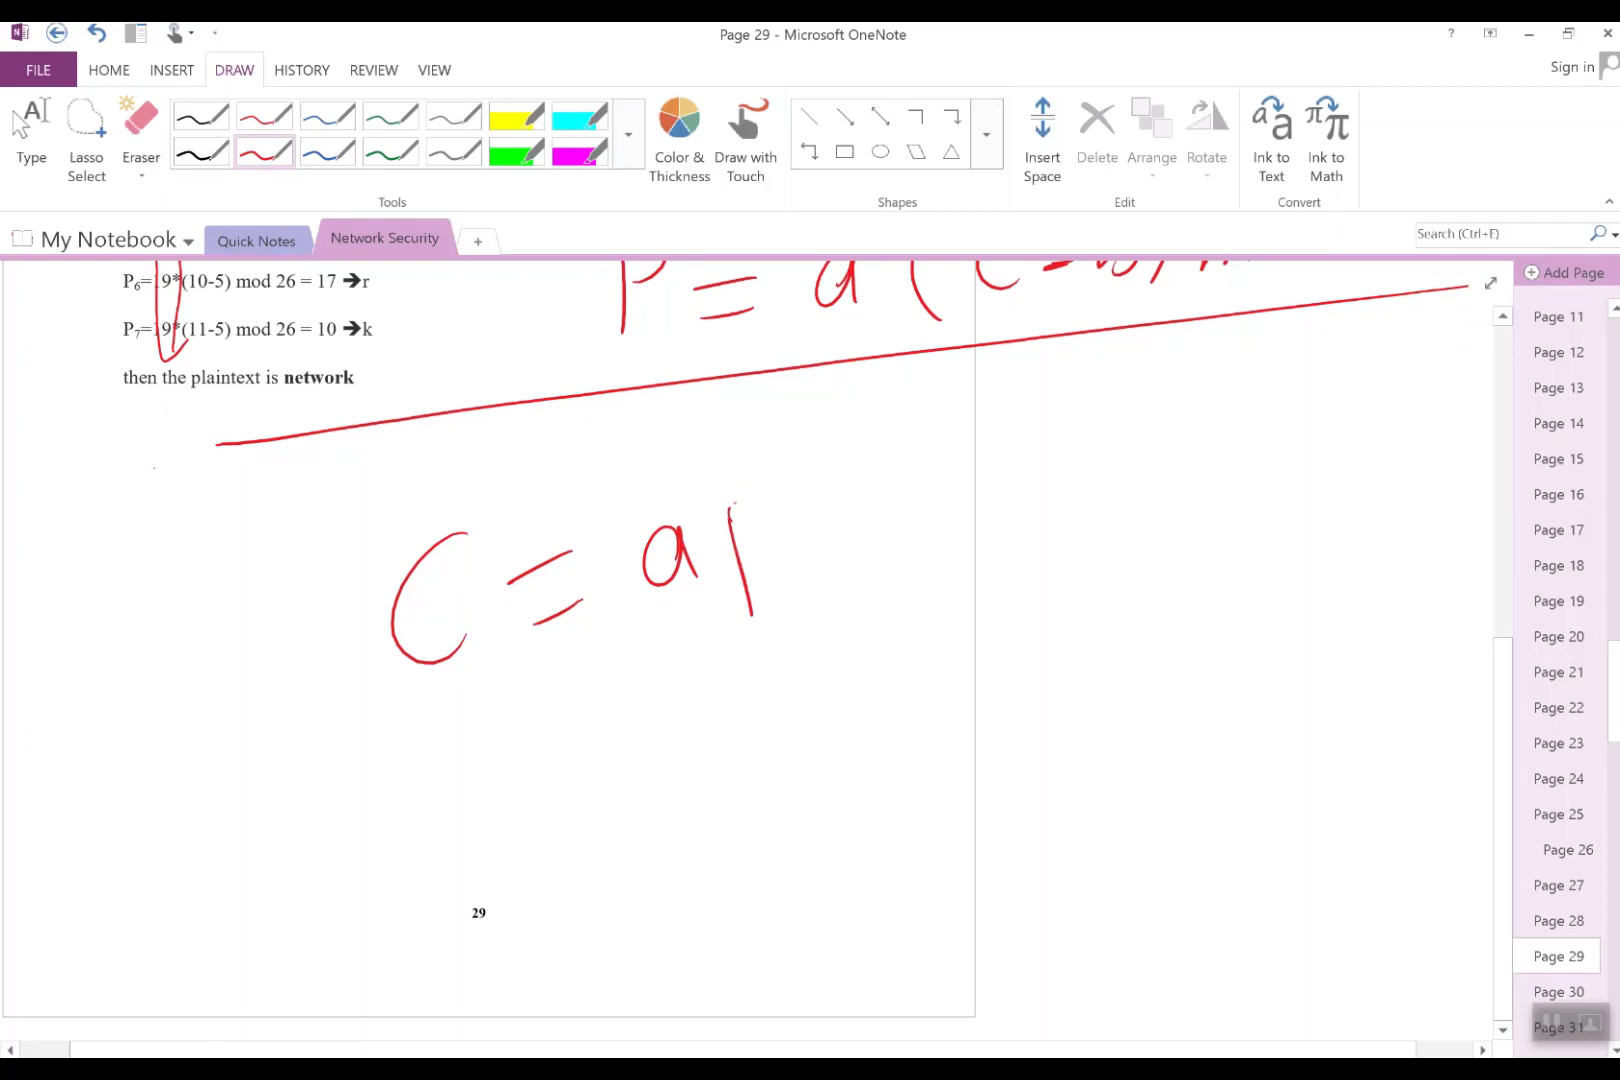 Page 29 - Microsoft OneNote
?
FILE HOME INSERT DRAW HISTORY REVIEW VIEW
Sign in
Type
Lasso Select
Eraser
Color & Thickness
Draw with Touch
Insert Space
Delete
Arrange
Rotate
Ink to Text
Ink to Math
Tools
Shapes
Edit
Convert
My Notebook
Quick Notes
Network Security
+
Search (Ctrl+E)
Add Page
P₆=19*(10-5) mod 26 = 17 ➔r
P₇=19*(11-5) mod 26 = 10 ➔k
then the plaintext is network
P = a (C-b)
C = a
29
Page 11
Page 12
Page 13
Page 14
Page 15
Page 16
Page 17
Page 18
Page 19
Page 20
Page 21
Page 22
Page 23
Page 24
Page 25
Page 26
Page 27
Page 28
Page 29
Page 30
Page 31